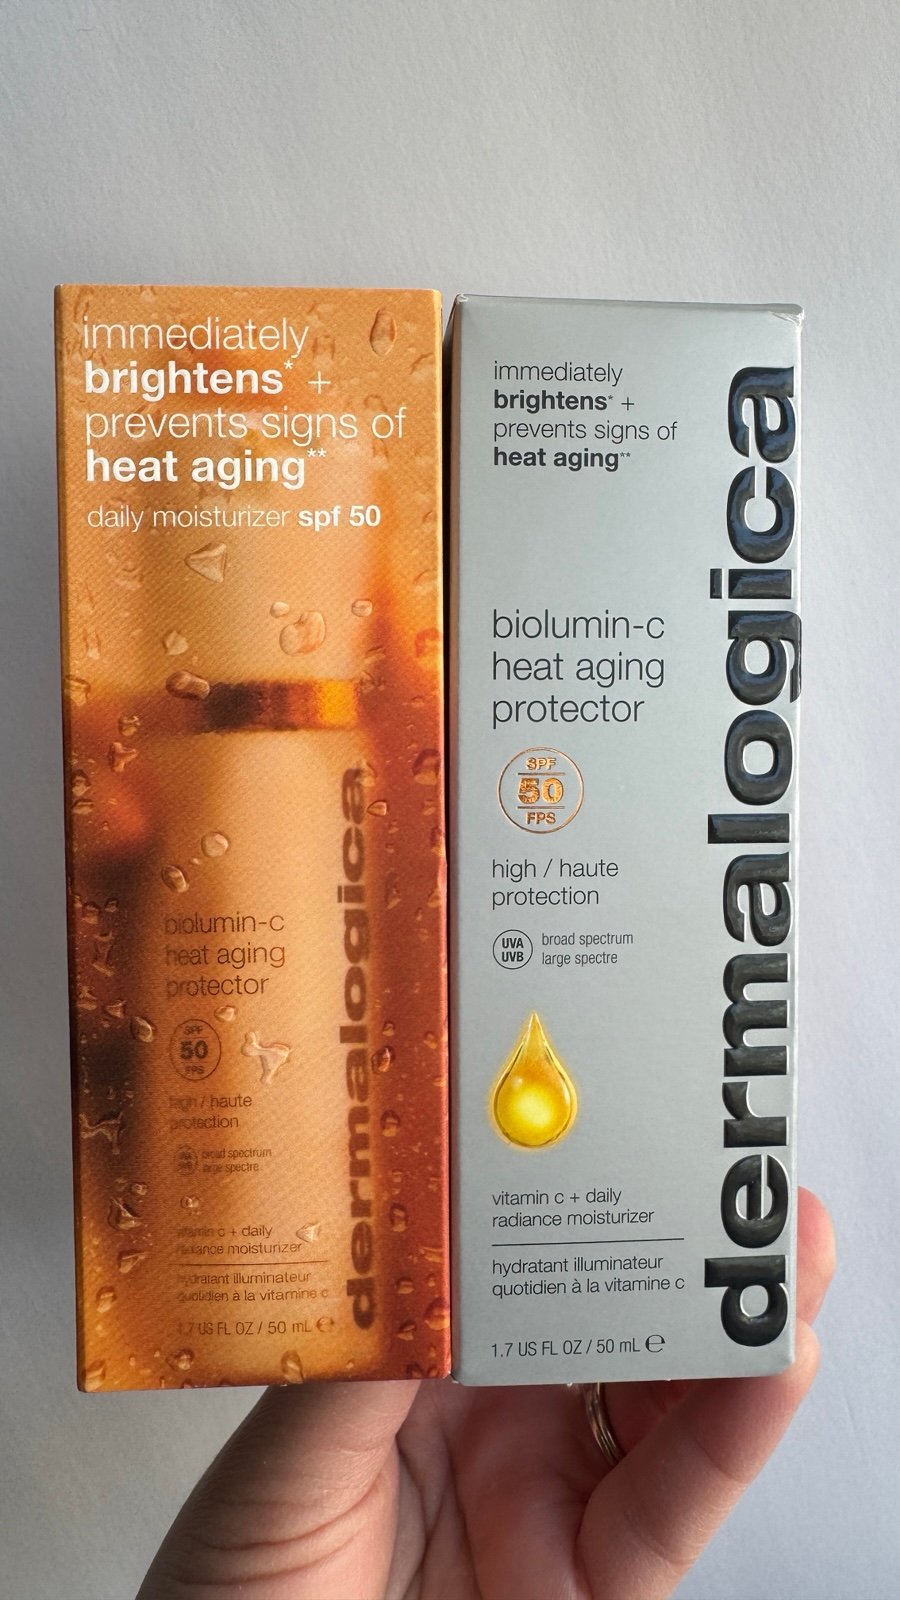 immediately
brightens* +
prevents signs of
heat aging**
daily moisturizer spf 50
biolumin-c
heat aging
protector
SPF
50
FPS
high / haute
protection
UVA
UVB
broad spectrum
large spectre
vitamin c + daily
radiance moisturizer
hydratant illuminateur
quotidien à la vitamine c
1.7 US FL OZ / 50 mL ℮
dermalogica
immediately
brightens* +
prevents signs of
heat aging**
biolumin-c
heat aging
protector
SPF
50
FPS
high / haute
protection
UVA
UVB
broad spectrum
large spectre
vitamin c + daily
radiance moisturizer
hydratant illuminateur
quotidien à la vitamine c
1.7 US FL OZ / 50 mL ℮
dermalogica